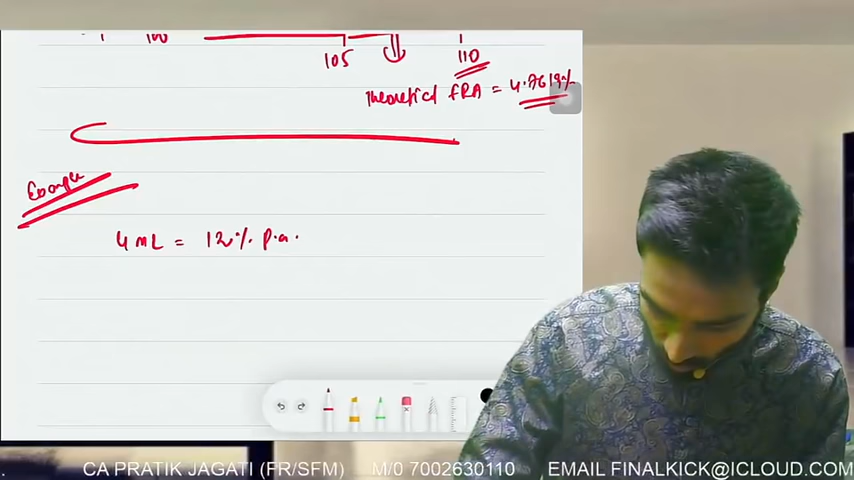 105
110
Theoretical FRA = 4.7619%
Example
4 ML = 12% p.a.
CA PRATIK JAGATI (FR/SFM) M/0 7002630110 EMAIL FINALKICK@ICLOUD.COM